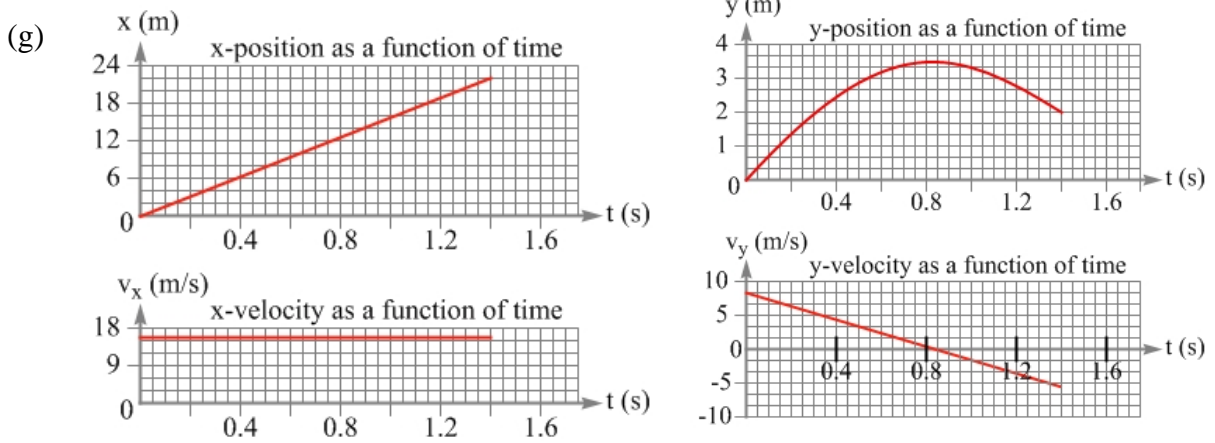 (g)
x (m)
x-position as a function of time
24
18
12
6
0
0.4 0.8 1.2 1.6
t (s)
v_x (m/s)
x-velocity as a function of time
18
9
0
0.4 0.8 1.2 1.6
t (s)
y (m)
y-position as a function of time
4
3
2
1
0
0.4 0.8 1.2 1.6
t (s)
v_y (m/s)
y-velocity as a function of time
10
5
0
-5
-10
0.4 0.8 1.2 1.6
t (s)